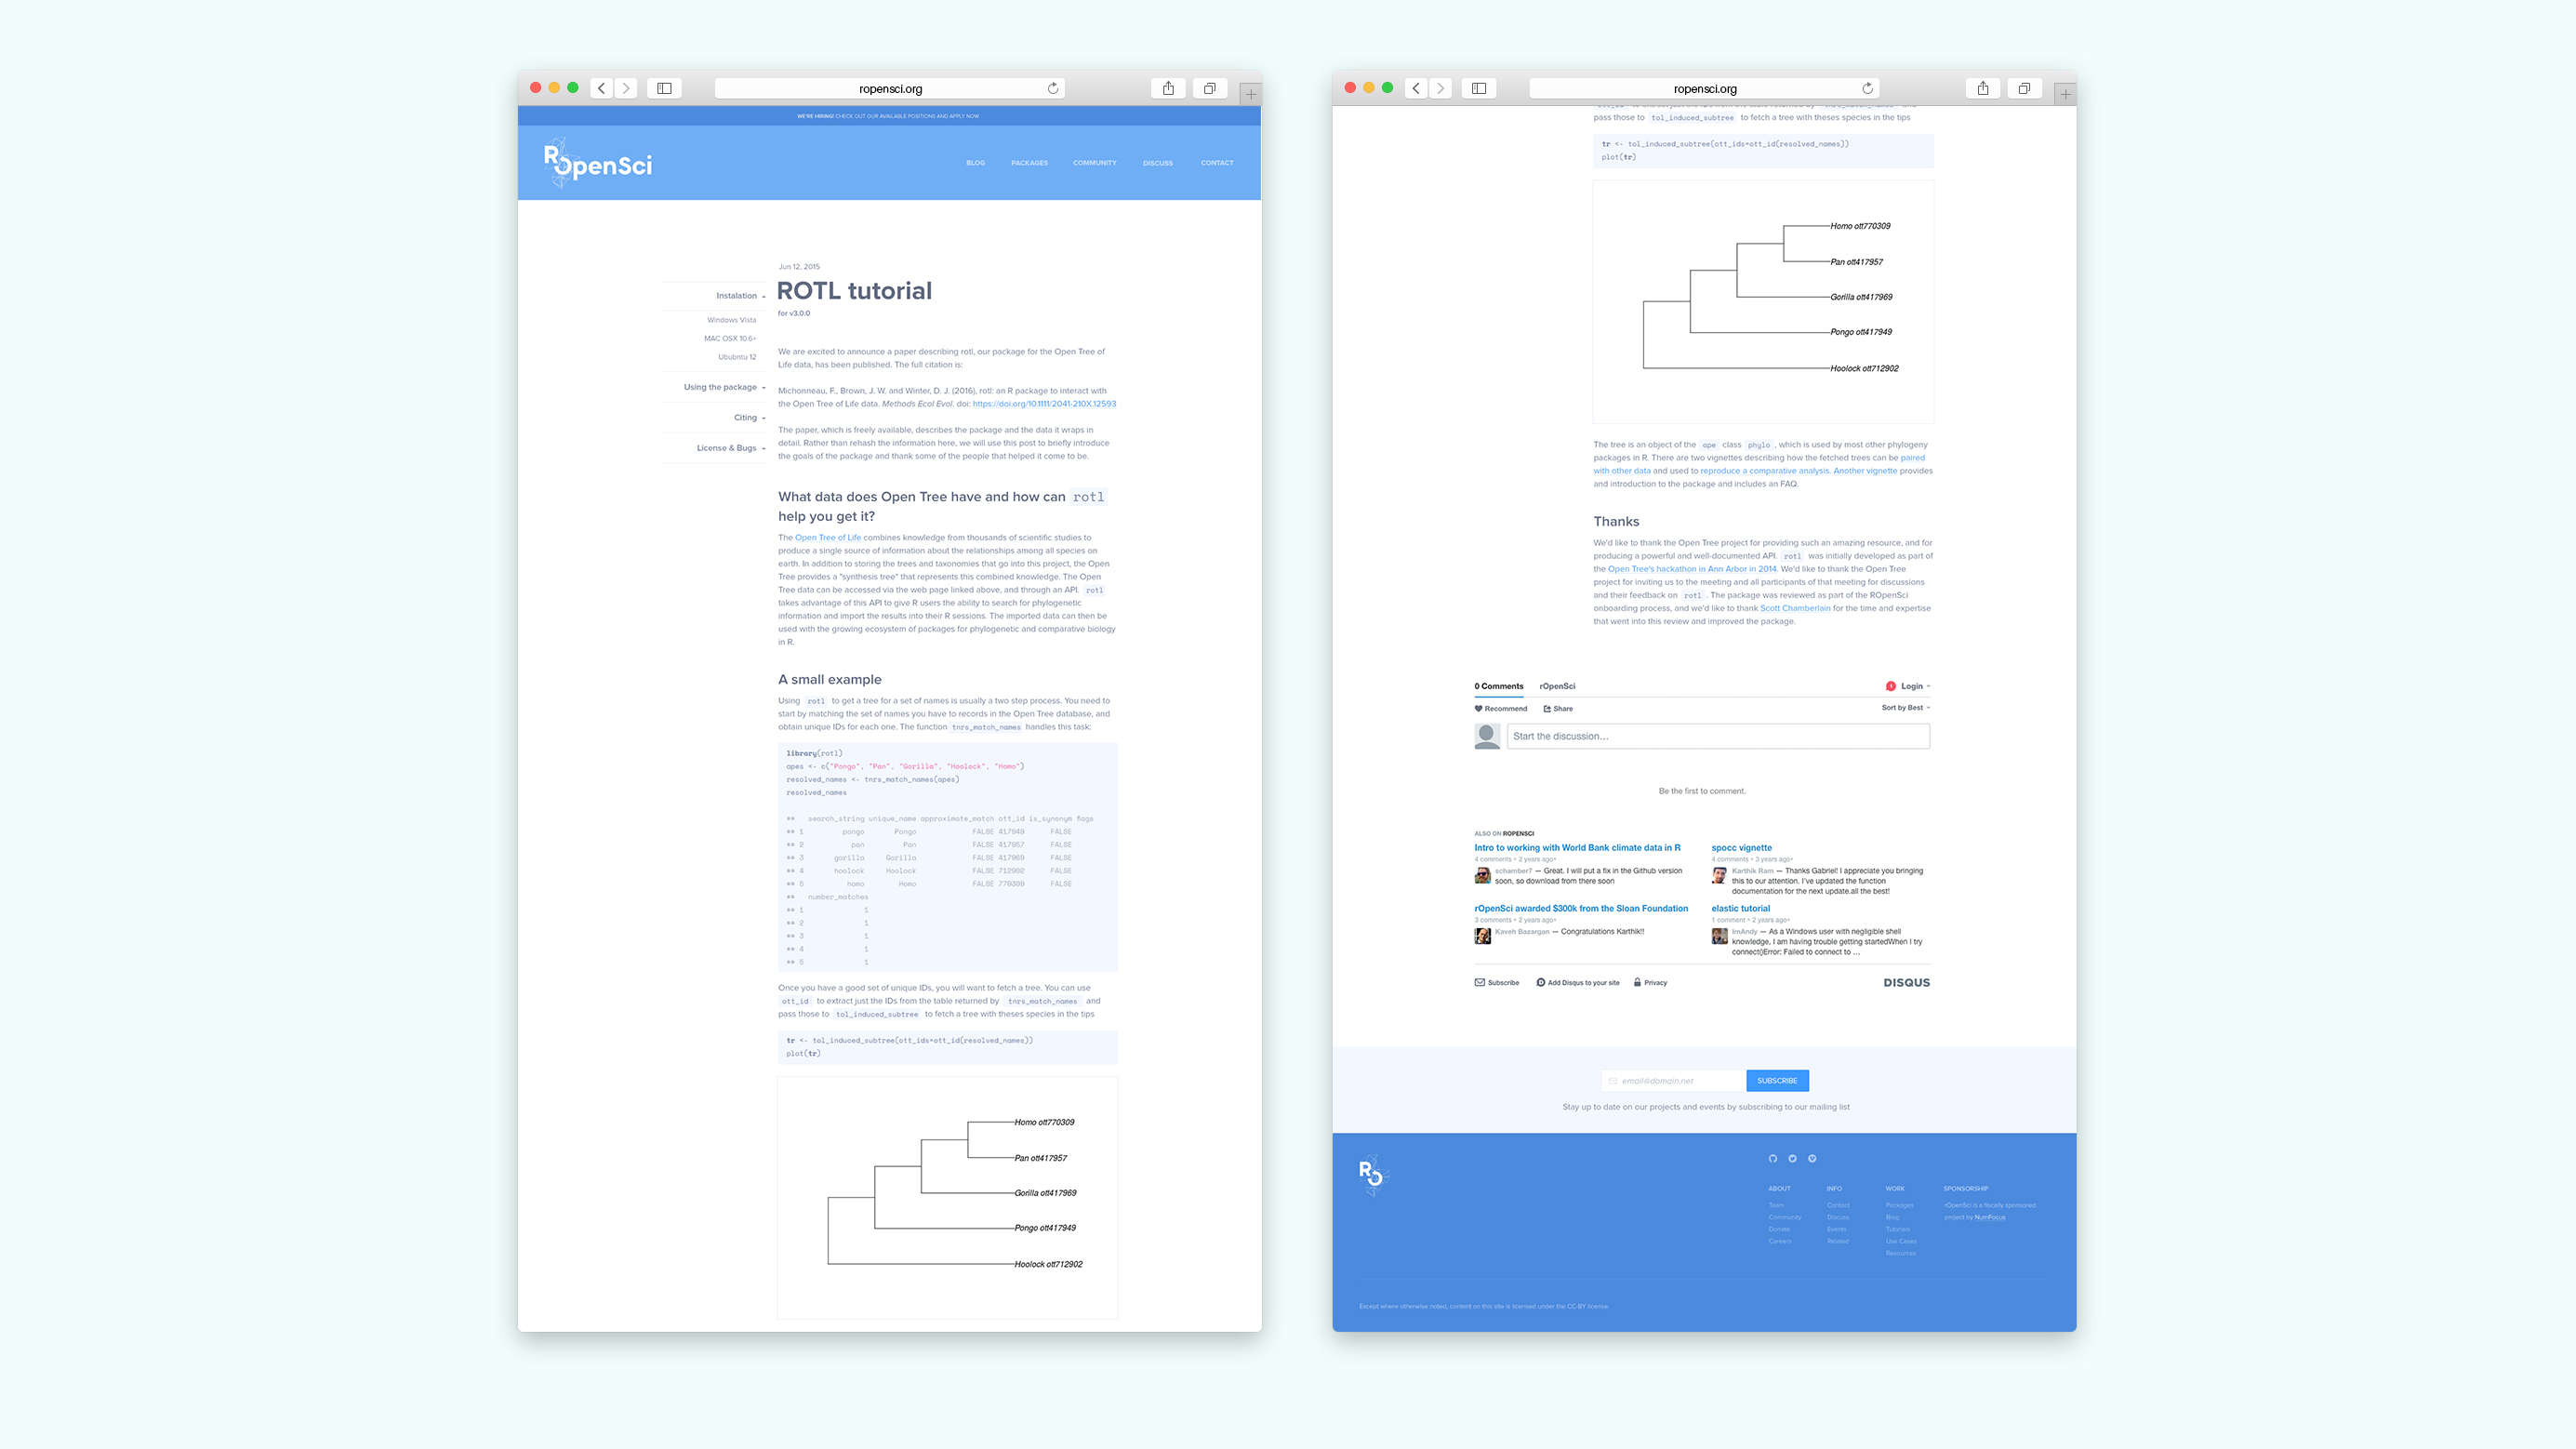 ropensci.org
WE'RE HIRING! CHECK OUT OUR AVAILABLE POSITIONS AND APPLY NOW
ROpenSci
BLOG PACKAGES COMMUNITY DISCUSS CONTACT
Instalation
Windows Vista
MAC OSX 10.6+
Ububntu 12
Using the package
Citing
License & Bugs
Jun 12, 2015
ROTL tutorial
for v3.0.0
We are excited to announce a paper describing rotl, our package for the Open Tree of
Life data, has been published. The full citation is:
Michonneau, F., Brown, J. W. and Winter, D. J. (2016), rotl: an R package to interact with
the Open Tree of Life data. Methods Ecol Evol. doi: https://doi.org/10.1111/2041-210X.12593
The paper, which is freely available, describes the package and the data it wraps in
detail. Rather than rehash the information here, we will use this post to briefly introduce
the goals of the package and thank some of the people that helped it come to be.
What data does Open Tree have and how can rotl
help you get it?
The Open Tree of Life combines knowledge from thousands of scientific studies to
produce a single source of information about the relationships among all species on
earth. In addition to storing the trees and taxonomies that go into this project, the Open
Tree provides a "synthesis tree" that represents this combined knowledge. The Open
Tree data can be accessed via the web page linked above, and through an API. rotl
takes advantage of this API to give R users the ability to search for phylogenetic
information and import the results into their R sessions. The imported data can then be
used with the growing ecosystem of packages for phylogenetic and comparative biology
in R.
A small example
Using rotl to get a tree for a set of names is usually a two step process. You need to
start by matching the set of names you have to records in the Open Tree database, and
obtain unique IDs for each one. The function tnrs_match_names handles this task:
library(rotl)
apes <- c("Pongo", "Pan", "Gorilla", "Hoolock", "Homo")
resolved_names <- tnrs_match_names(apes)
resolved_names
** search_string unique_name approximate_match ott_id is_synonym flags
** 1 pongo Pongo FALSE 417949 FALSE
** 2 pan Pan FALSE 417957 FALSE
** 3 gorilla Gorilla FALSE 417969 FALSE
** 4 hoolock Hoolock FALSE 712902 FALSE
** 5 homo Homo FALSE 770309 FALSE
** number_matches
** 1 1
** 2 1
** 3 1
** 4 1
** 5 1
Once you have a good set of unique IDs, you will want to fetch a tree. You can use
ott_id to extract just the IDs from the table returned by tnrs_match_names and
pass those to tol_induced_subtree to fetch a tree with theses species in the tips
tr <- tol_induced_subtree(ott_ids=ott_id(resolved_names))
plot(tr)
Homo ott770309
Pan ott417957
Gorilla ott417969
Pongo ott417949
Hoolock ott712902
ropensci.org
ott_id to extract just the IDs from the table returned by tnrs_match_names and
pass those to tol_induced_subtree to fetch a tree with theses species in the tips
tr <- tol_induced_subtree(ott_ids=ott_id(resolved_names))
plot(tr)
Homo ott770309
Pan ott417957
Gorilla ott417969
Pongo ott417949
Hoolock ott712902
The tree is an object of the ape class phylo , which is used by most other phylogeny
packages in R. There are two vignettes describing how the fetched trees can be paired
with other data and used to reproduce a comparative analysis. Another vignette provides
and introduction to the package and includes an FAQ.
Thanks
We'd like to thank the Open Tree project for providing such an amazing resource, and for
producing a powerful and well-documented API. rotl was initially developed as part of
the Open Tree's hackathon in Ann Arbor in 2014. We'd like to thank the Open Tree
project for inviting us to the meeting and all participants of that meeting for discussions
and their feedback on rotl . The package was reviewed as part of the ROpenSci
onboarding process, and we'd like to thank Scott Chamberlain for the time and expertise
that went into this review and improved the package.
0 Comments rOpenSci Login
Recommend Share Sort by Best
Start the discussion...
Be the first to comment.
ALSO ON ROPENSCI
Intro to working with World Bank climate data in R
4 comments • 2 years ago•
schamber7 — Great. I will put a fix in the Github version
soon, so download from there soon
spocc vignette
4 comments • 3 years ago•
Karthik Ram — Thanks Gabriel! I appreciate you bringing
this to our attention. I've updated the function
documentation for the next update.all the best!
rOpenSci awarded $300k from the Sloan Foundation
3 comments • 2 years ago•
Kaveh Bazargan — Congratulations Karthik!!
elastic tutorial
1 comment • 2 years ago•
ImAndy — As a Windows user with negligible shell
knowledge, I am having trouble getting startedWhen I try
connect()Error: Failed to connect to ...
Subscribe Add Disqus to your site Privacy DISQUS
email@domain.net SUBSCRIBE
Stay up to date on our projects and events by subscribing to our mailing list
RO
ABOUT
Team
Community
Donate
Careers
INFO
Contact
Discuss
Events
Related
WORK
Packages
Blog
Tutorials
Use Cases
Resources
SPONSORSHIP
rOpenSci is a fiscally sponsored
project by NumFocus
Except where otherwise noted, content on this site is licensed under the CC-BY license.